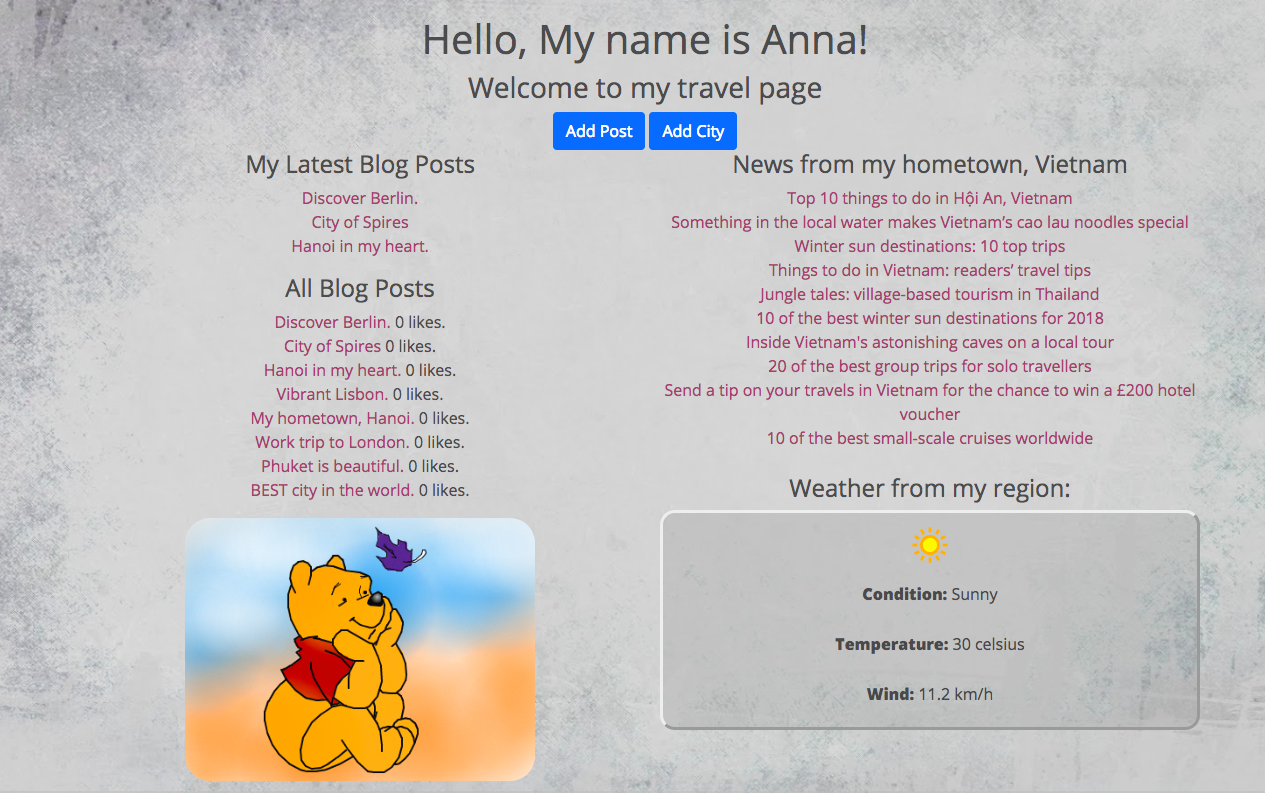 Hello, My name is Anna!
Welcome to my travel page
Add Post Add City
My Latest Blog Posts
Discover Berlin.
City of Spires
Hanoi in my heart.
All Blog Posts
Discover Berlin. 0 likes.
City of Spires 0 likes.
Hanoi in my heart. 0 likes.
Vibrant Lisbon. 0 likes.
My hometown, Hanoi. 0 likes.
Work trip to London. 0 likes.
Phuket is beautiful. 0 likes.
BEST city in the world. 0 likes.
News from my hometown, Vietnam
Top 10 things to do in Hội An, Vietnam
Something in the local water makes Vietnam’s cao lau noodles special
Winter sun destinations: 10 top trips
Things to do in Vietnam: readers’ travel tips
Jungle tales: village-based tourism in Thailand
10 of the best winter sun destinations for 2018
Inside Vietnam's astonishing caves on a local tour
20 of the best group trips for solo travellers
Send a tip on your travels in Vietnam for the chance to win a £200 hotel
voucher
10 of the best small-scale cruises worldwide
Weather from my region:
Condition: Sunny
Temperature: 30 celsius
Wind: 11.2 km/h